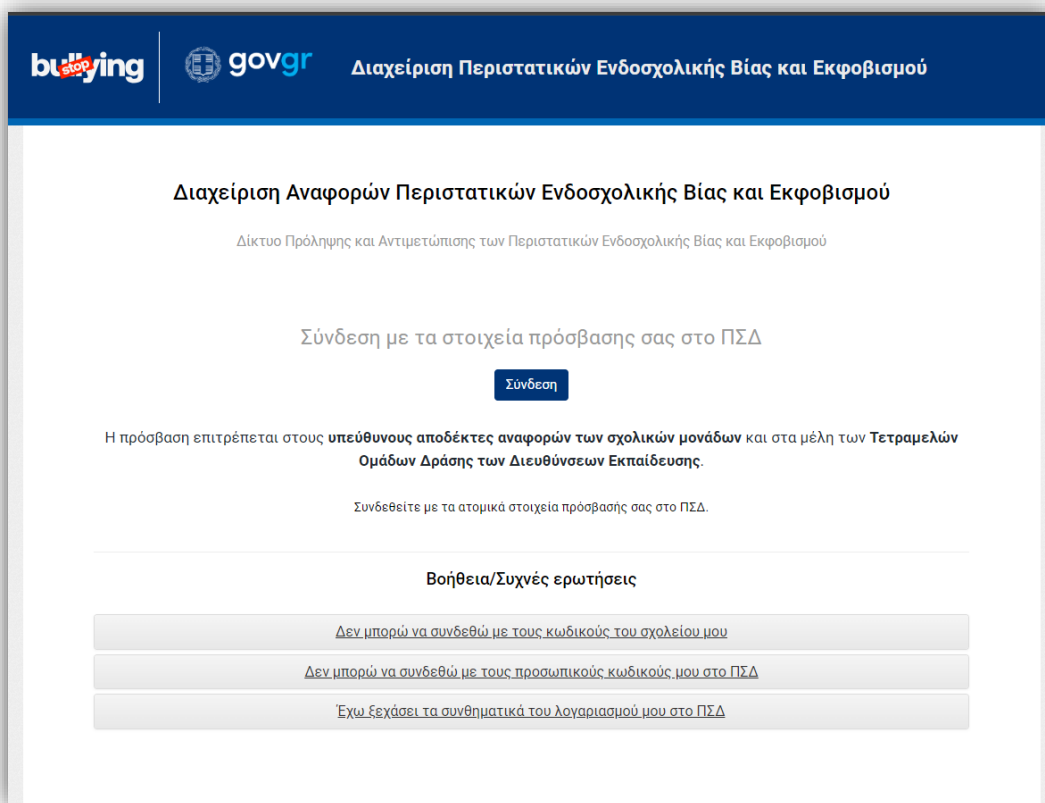 bullying stop
govgr
Διαχείριση Περιστατικών Ενδοσχολικής Βίας και Εκφοβισμού
Διαχείριση Αναφορών Περιστατικών Ενδοσχολικής Βίας και Εκφοβισμού
Δίκτυο Πρόληψης και Αντιμετώπισης των Περιστατικών Ενδοσχολικής Βίας και Εκφοβισμού
Σύνδεση με τα στοιχεία πρόσβασης σας στο ΠΣΔ
Σύνδεση
Η πρόσβαση επιτρέπεται στους υπεύθυνους αποδέκτες αναφορών των σχολικών μονάδων και στα μέλη των Τετραμελών
Ομάδων Δράσης των Διευθύνσεων Εκπαίδευσης.
Συνδεθείτε με τα ατομικά στοιχεία πρόσβασής σας στο ΠΣΔ.
Βοήθεια/Συχνές ερωτήσεις
Δεν μπορώ να συνδεθώ με τους κωδικούς του σχολείου μου
Δεν μπορώ να συνδεθώ με τους προσωπικούς κωδικούς μου στο ΠΣΔ
Έχω ξεχάσει τα συνθηματικά του λογαριασμού μου στο ΠΣΔ